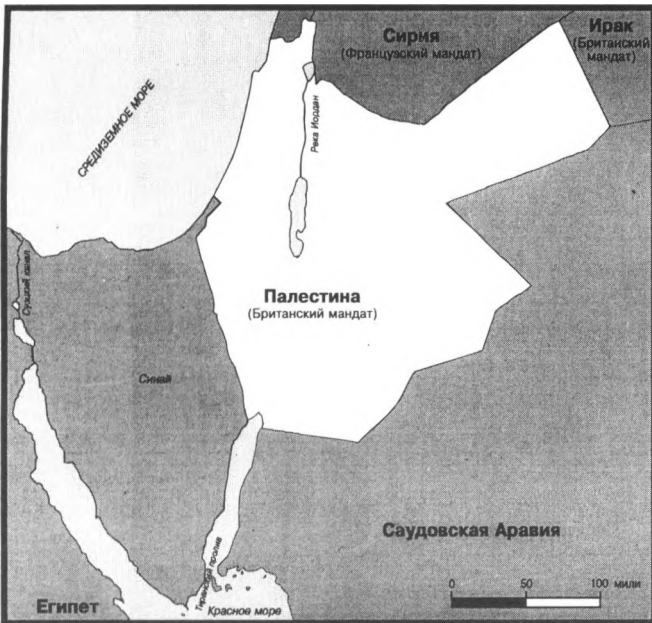 Сирия
(Французский мандат)
Ирак
(Британский
мандат)
СРЕДИЗЕМНОЕ МОРЕ
Река Иордан
Суэцкий канал
Палестина
(Британский мандат)
Синай
Саудовская Аравия
Тиранский пролив
0 50 100 мили
Египет
Красное море